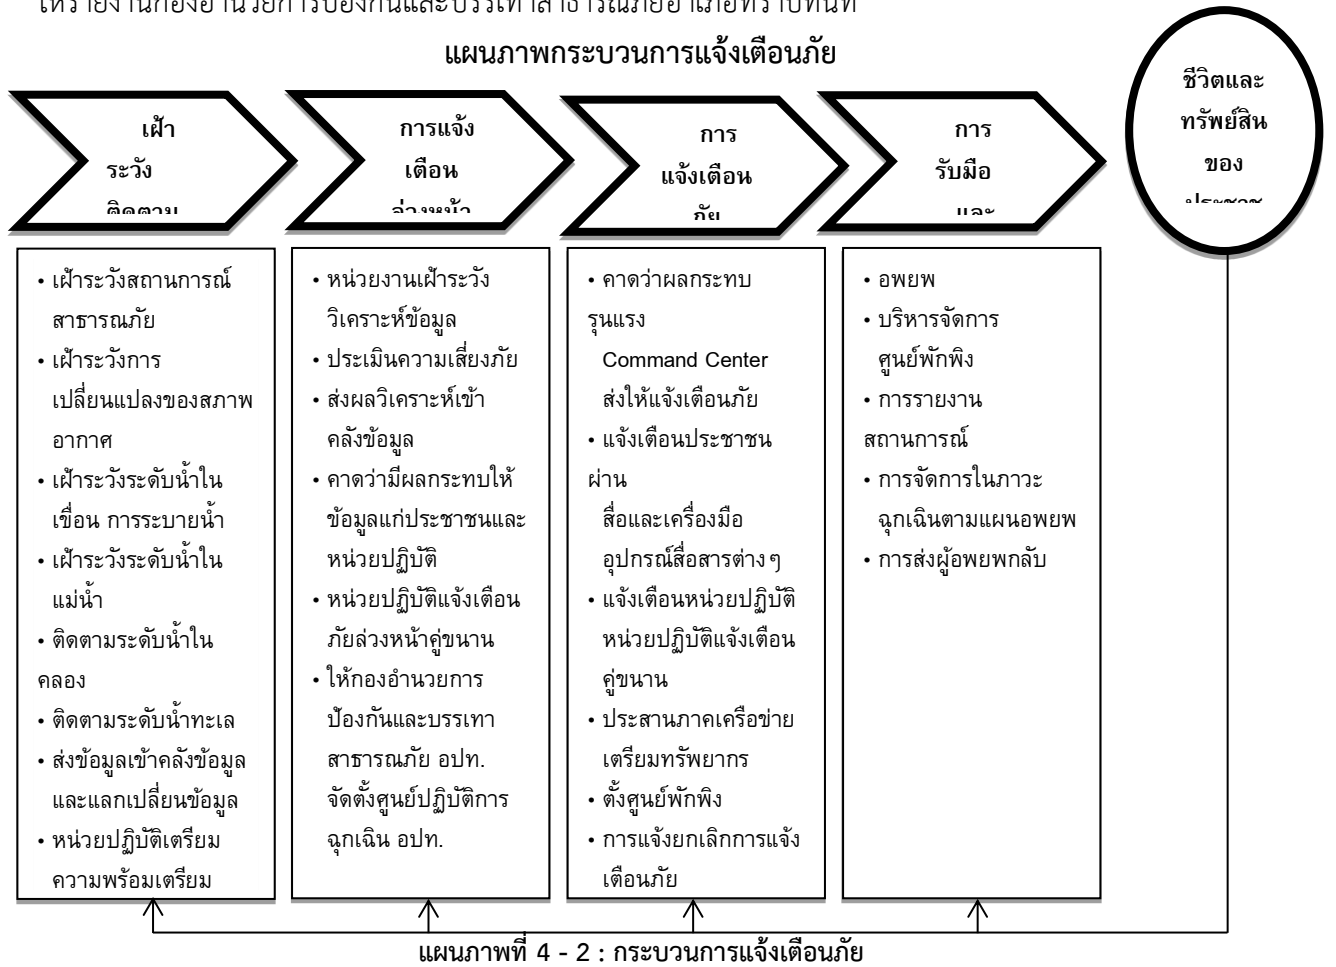 ให้รายงานกองอำนวยการป้องกันและบรรเทาสาธารณภัยอำเภอทราบทันที
แผนภาพกระบวนการแจ้งเตือนภัย
เฝ้า
ระวัง
ติดตาม
การแจ้ง
เตือน
ล่วงหน้า
การ
แจ้งเตือน
ภัย
การ
รับมือ
และ
ชีวิตและ
ทรัพย์สิน
ของ
ประชาช
• เฝ้าระวังสถานการณ์
สาธารณภัย
• เฝ้าระวังการ
เปลี่ยนแปลงของสภาพ
อากาศ
• เฝ้าระวังระดับน้ำใน
เขื่อน การระบายน้ำ
• เฝ้าระวังระดับน้ำใน
แม่น้ำ
• ติดตามระดับน้ำใน
คลอง
• ติดตามระดับน้ำทะเล
• ส่งข้อมูลเข้าคลังข้อมูล
และแลกเปลี่ยนข้อมูล
• หน่วยปฏิบัติเตรียม
ความพร้อมเตรียม
• หน่วยงานเฝ้าระวัง
วิเคราะห์ข้อมูล
• ประเมินความเสี่ยงภัย
• ส่งผลวิเคราะห์เข้า
คลังข้อมูล
• คาดว่ามีผลกระทบให้
ข้อมูลแก่ประชาชนและ
หน่วยปฏิบัติ
• หน่วยปฏิบัติแจ้งเตือน
ภัยล่วงหน้าคู่ขนาน
• ให้กองอำนวยการ
ป้องกันและบรรเทา
สาธารณภัย อปท.
จัดตั้งศูนย์ปฏิบัติการ
ฉุกเฉิน อปท.
• คาดว่าผลกระทบ
รุนแรง
Command Center
ส่งให้แจ้งเตือนภัย
• แจ้งเตือนประชาชน
ผ่าน
สื่อและเครื่องมือ
อุปกรณ์สื่อสารต่าง ๆ
• แจ้งเตือนหน่วยปฏิบัติ
หน่วยปฏิบัติแจ้งเตือน
คู่ขนาน
• ประสานภาคเครือข่าย
เตรียมทรัพยากร
• ตั้งศูนย์พักพิง
• การแจ้งยกเลิกการแจ้ง
เตือนภัย
• อพยพ
• บริหารจัดการ
ศูนย์พักพิง
• การรายงาน
สถานการณ์
• การจัดการในภาวะ
ฉุกเฉินตามแผนอพยพ
• การส่งผู้อพยพกลับ
แผนภาพที่ 4 - 2 : กระบวนการแจ้งเตือนภัย